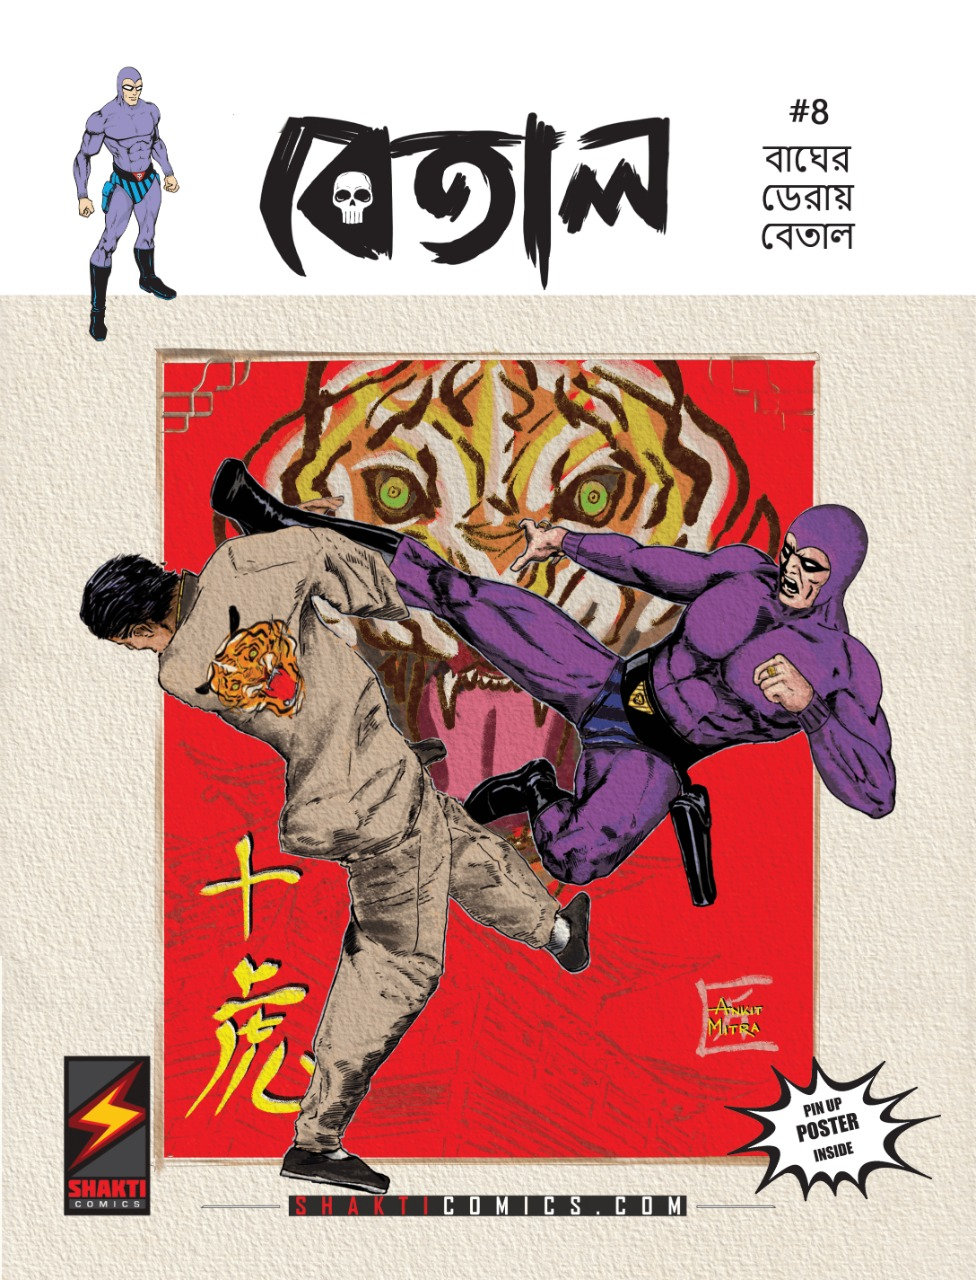 বেতাল
#8
বাঘের
ডেরায়
বেতাল
十
虎
ANKIT
MITRA
PIN UP
POSTER
INSIDE
SHAKTI
COMICS
SHAKTICOMICS.COM